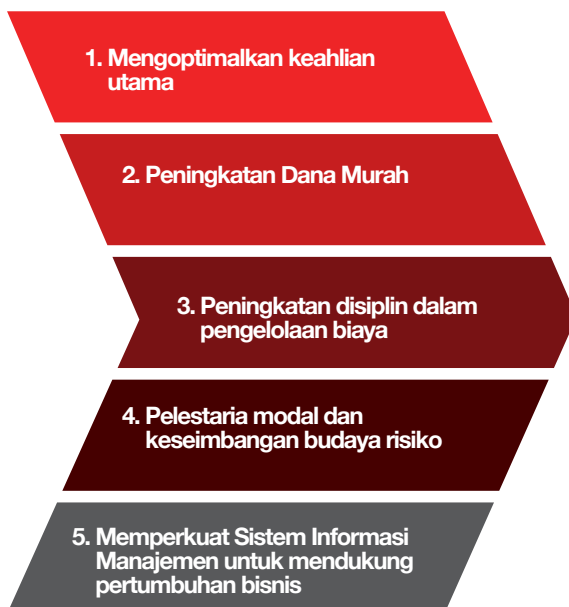 1. Mengoptimalkan keahlian
utama
2. Peningkatan Dana Murah
3. Peningkatan disiplin dalam
pengelolaan biaya
4. Pelestaria modal dan
keseimbangan budaya risiko
5. Memperkuat Sistem Informasi
Manajemen untuk mendukung
pertumbuhan bisnis